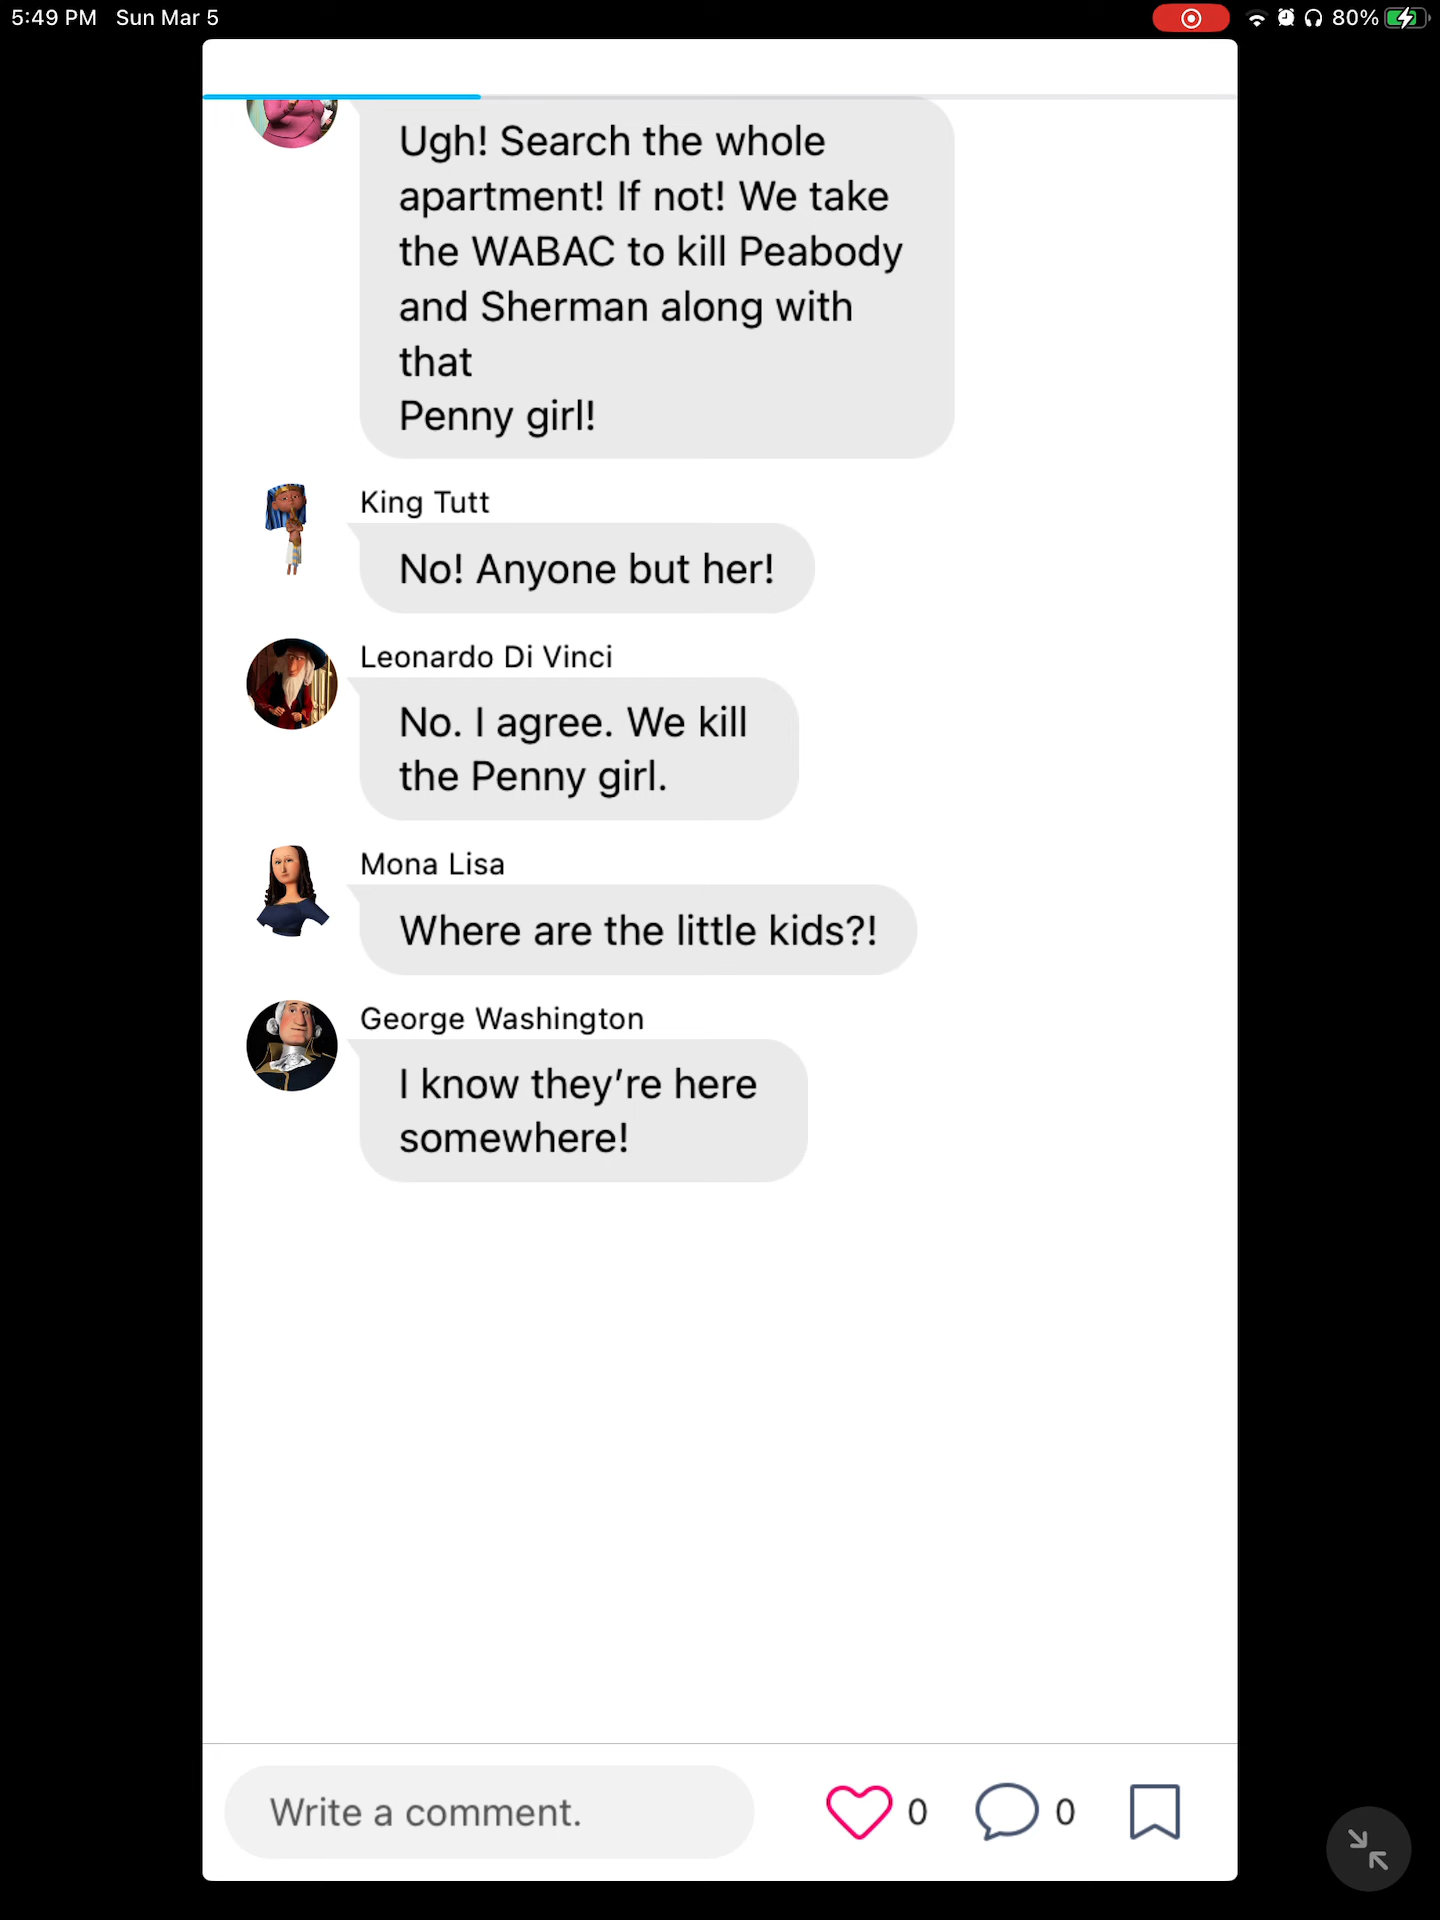 5:49 PM Sun Mar 5
80%
Ugh! Search the whole
apartment! If not! We take
the WABAC to kill Peabody
and Sherman along with
that
Penny girl!
King Tutt
No! Anyone but her!
Leonardo Di Vinci
No. I agree. We kill
the Penny girl.
Mona Lisa
Where are the little kids?!
George Washington
I know they’re here
somewhere!
Write a comment.
0
0